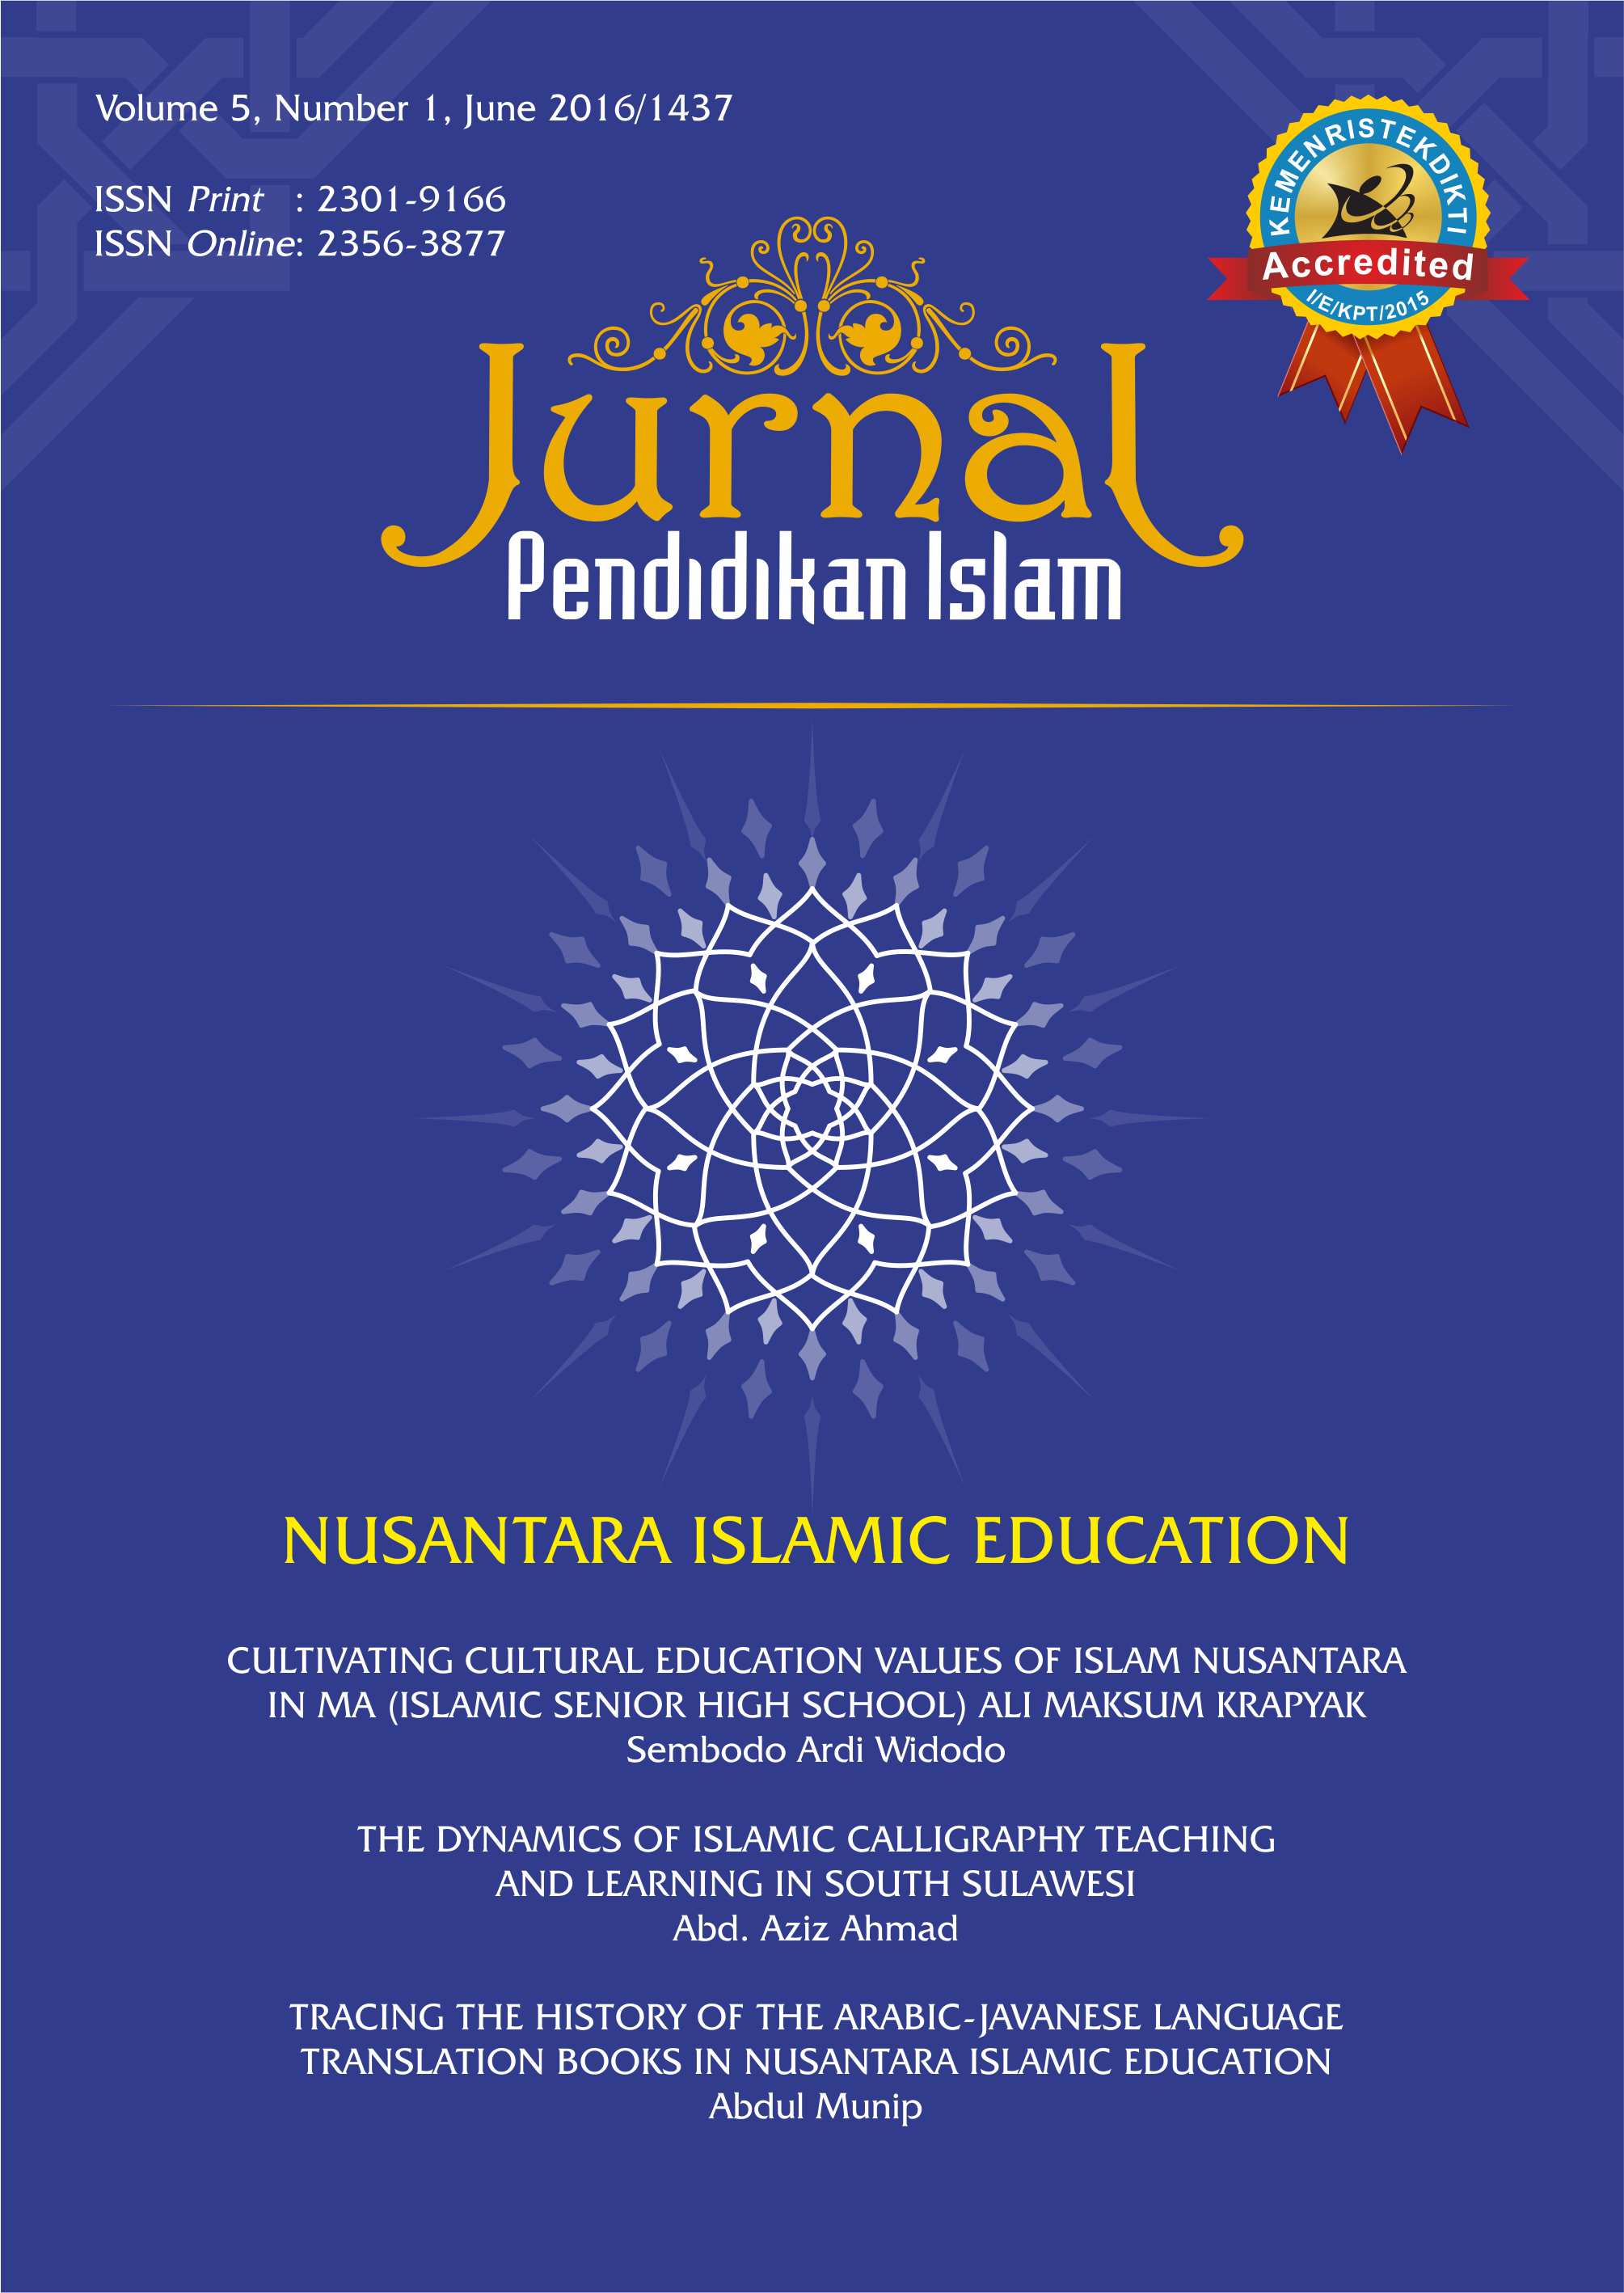 Volume 5, Number 1, June 2016/1437
ISSN Print : 2301-9166
ISSN Online: 2356-3877
KEMENRISTEKDIKTI
Accredited
I/E/KPT/2015
Jurnal
Pendidikan Islam
NUSANTARA ISLAMIC EDUCATION
CULTIVATING CULTURAL EDUCATION VALUES OF ISLAM NUSANTARA
IN MA (ISLAMIC SENIOR HIGH SCHOOL) ALI MAKSUM KRAPYAK
Sembodo Ardi Widodo
THE DYNAMICS OF ISLAMIC CALLIGRAPHY TEACHING
AND LEARNING IN SOUTH SULAWESI
Abd. Aziz Ahmad
TRACING THE HISTORY OF THE ARABIC-JAVANESE LANGUAGE
TRANSLATION BOOKS IN NUSANTARA ISLAMIC EDUCATION
Abdul Munip